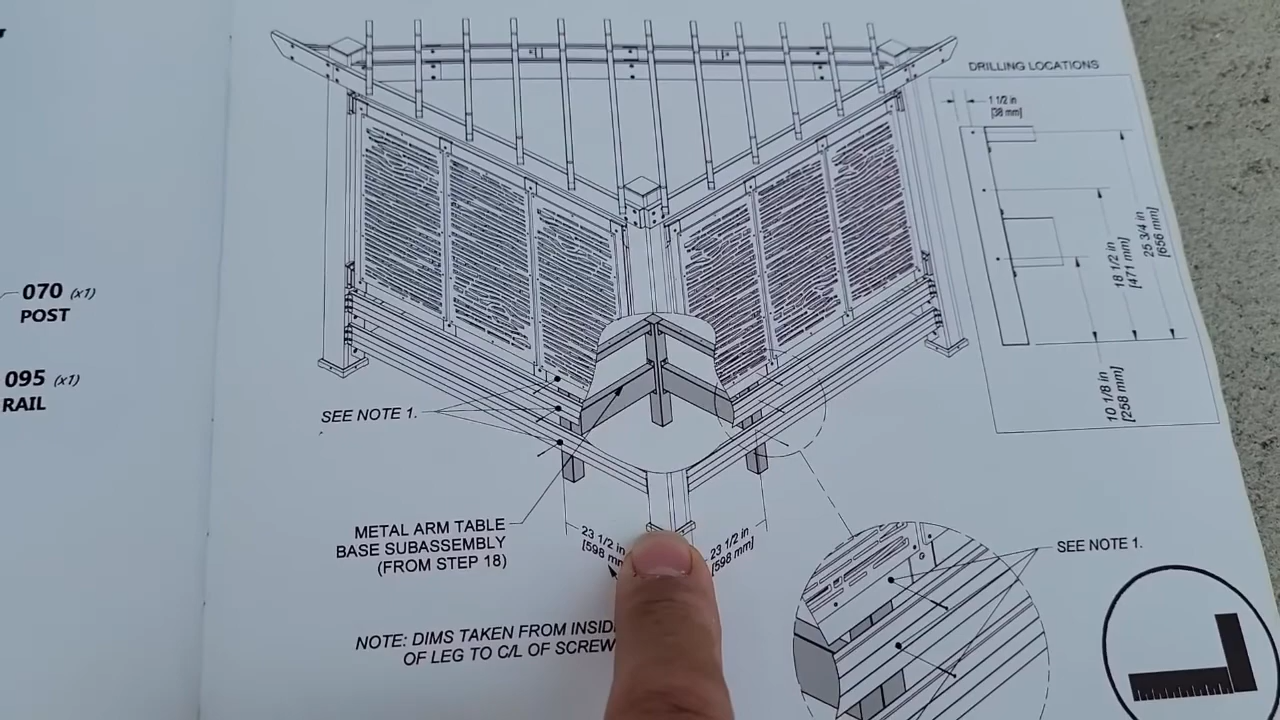 070 (x1)
POST
095 (x1)
RAIL
DRILLING LOCATIONS
1 1/2 in
[38 mm]
18 1/2 in
[471 mm]
25 3/4 in
[656 mm]
10 1/8 in
[258 mm]
SEE NOTE 1.
METAL ARM TABLE
BASE SUBASSEMBLY
(FROM STEP 18)
23 1/2 in
[598 mm
23 1/2 in
[598 mm]
SEE NOTE 1.
NOTE: DIMS TAKEN FROM
OF LEG TO C/L OF SCREW